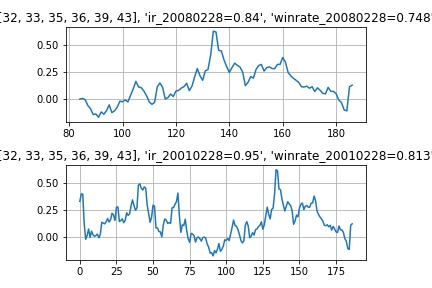 [32, 33, 35, 36, 39, 43], 'ir_20080228=0.84', 'winrate_20080228=0.748'
0.50
0.25
0.00
80 100 120 140 160 180
[32, 33, 35, 36, 39, 43], 'ir_20010228=0.95', 'winrate_20010228=0.813'
0.50
0.25
0.00
0 25 50 75 100 125 150 175